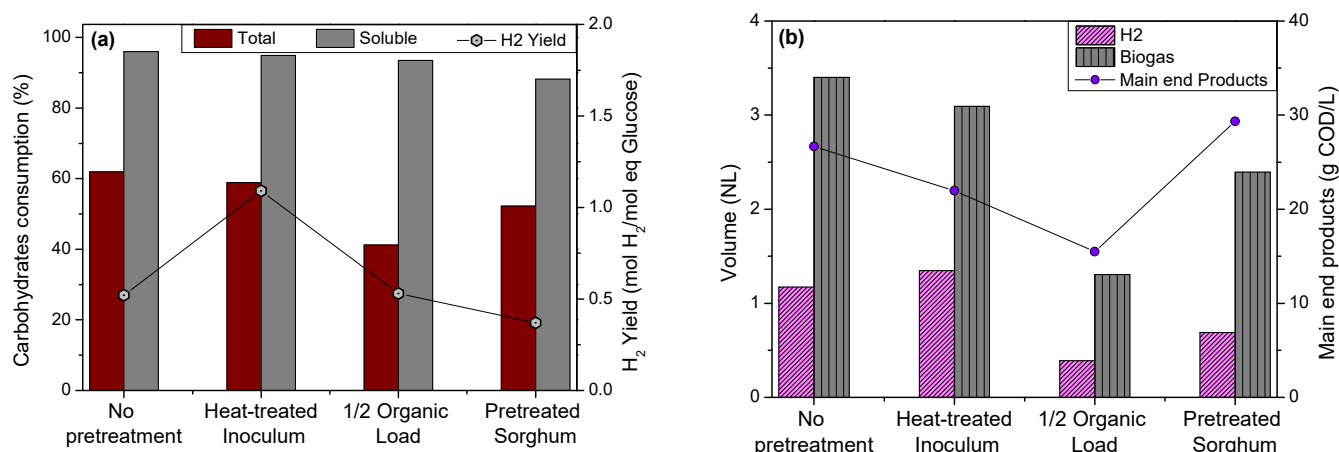 (a)
Total
Soluble
H2 Yield
Carbohydrates consumption (%)
100
80
60
40
20
0
2.0
1.5
1.0
0.5
0.0
H₂ Yield (mol H₂/mol eq Glucose)
No
pretreatment
Heat-treated
Inoculum
1/2 Organic
Load
Pretreated
Sorghum
(b)
H2
Biogas
Main end Products
Volume (NL)
4
3
2
1
0
40
30
20
10
0
Main end products (g COD/L)
No
pretreatment
Heat-treated
Inoculum
1/2 Organic
Load
Pretreated
Sorghum